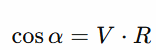 cos α = V · R